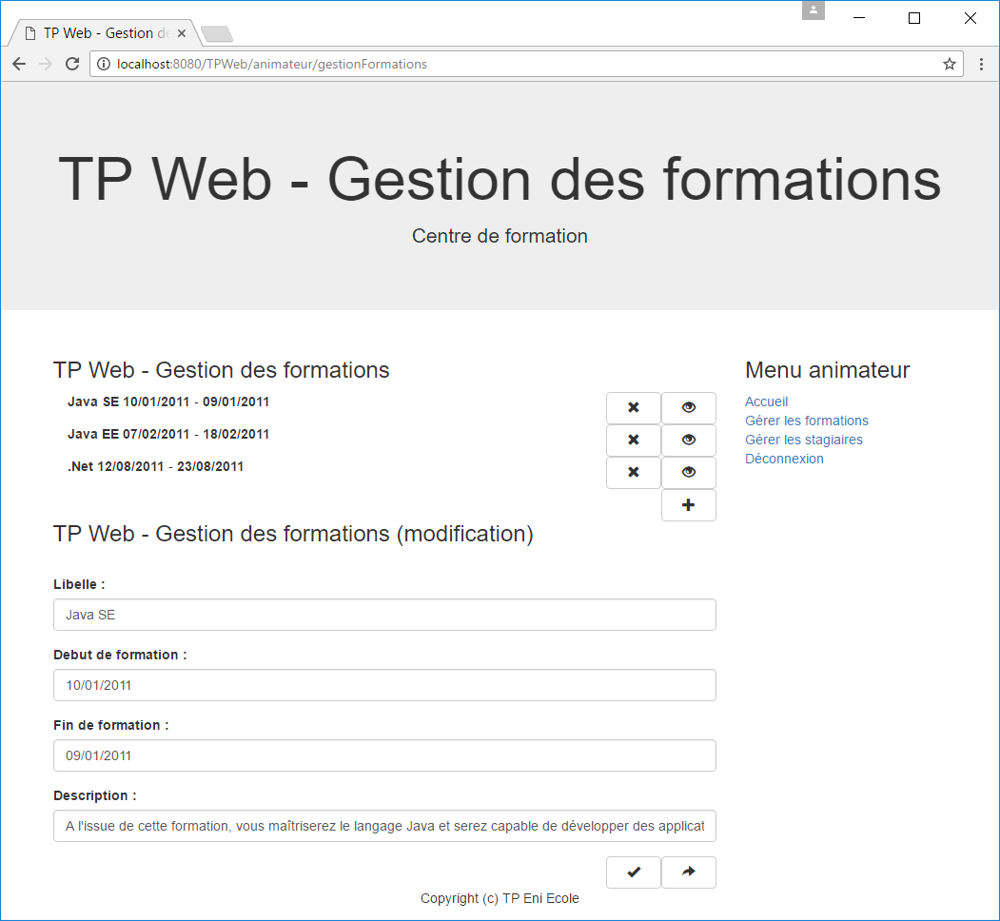 TP Web - Gestion de
localhost:8080/TPWeb/animateur/gestionFormations
TP Web - Gestion des formations
Centre de formation
TP Web - Gestion des formations
Java SE 10/01/2011 - 09/01/2011
Java EE 07/02/2011 - 18/02/2011
.Net 12/08/2011 - 23/08/2011
Menu animateur
Accueil
Gérer les formations
Gérer les stagiaires
Déconnexion
TP Web - Gestion des formations (modification)
Libelle :
Java SE
Debut de formation :
10/01/2011
Fin de formation :
09/01/2011
Description :
A l'issue de cette formation, vous maîtriserez le langage Java et serez capable de développer des applicat
Copyright (c) TP Eni Ecole